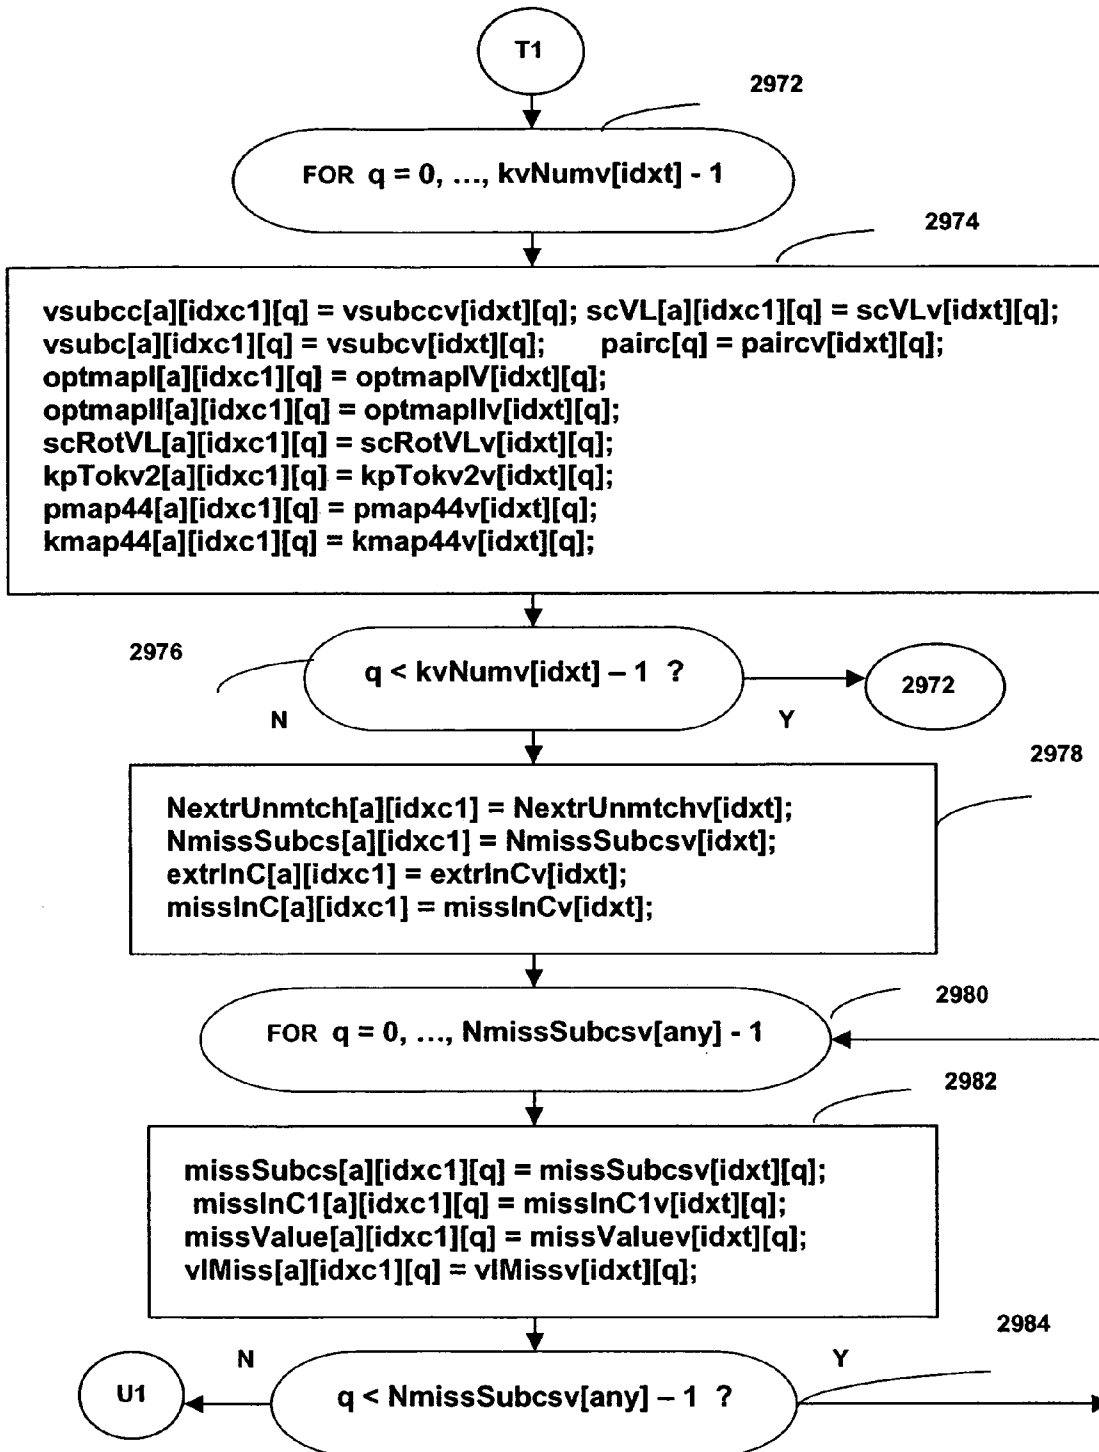 T1
2972
FOR q = 0, ..., kvNumv[idxt] - 1
2974
vsubcc[a][idxc1][q] = vsubccv[idxt][q]; scVL[a][idxc1][q] = scVLv[idxt][q];
vsubc[a][idxc1][q] = vsubcv[idxt][q]; pairc[q] = paircv[idxt][q];
optmapI[a][idxc1][q] = optmapIV[idxt][q];
optmapII[a][idxc1][q] = optmapIIv[idxt][q];
scRotVL[a][idxc1][q] = scRotVLv[idxt][q];
kpTokv2[a][idxc1][q] = kpTokv2v[idxt][q];
pmap44[a][idxc1][q] = pmap44v[idxt][q];
kmap44[a][idxc1][q] = kmap44v[idxt][q];
2976
q < kvNumv[idxt] – 1 ?
2972
N
Y
2978
NextrUnmtch[a][idxc1] = NextrUnmtchv[idxt];
NmissSubcs[a][idxc1] = NmissSubcsv[idxt];
extrInC[a][idxc1] = extrInCv[idxt];
missInC[a][idxc1] = missInCv[idxt];
2980
FOR q = 0, ..., NmissSubcsv[any] - 1
2982
missSubcs[a][idxc1][q] = missSubcsv[idxt][q];
missInC1[a][idxc1][q] = missInC1v[idxt][q];
missValue[a][idxc1][q] = missValuev[idxt][q];
vlMiss[a][idxc1][q] = vlMissv[idxt][q];
2984
N
Y
U1
q < NmissSubcsv[any] – 1 ?